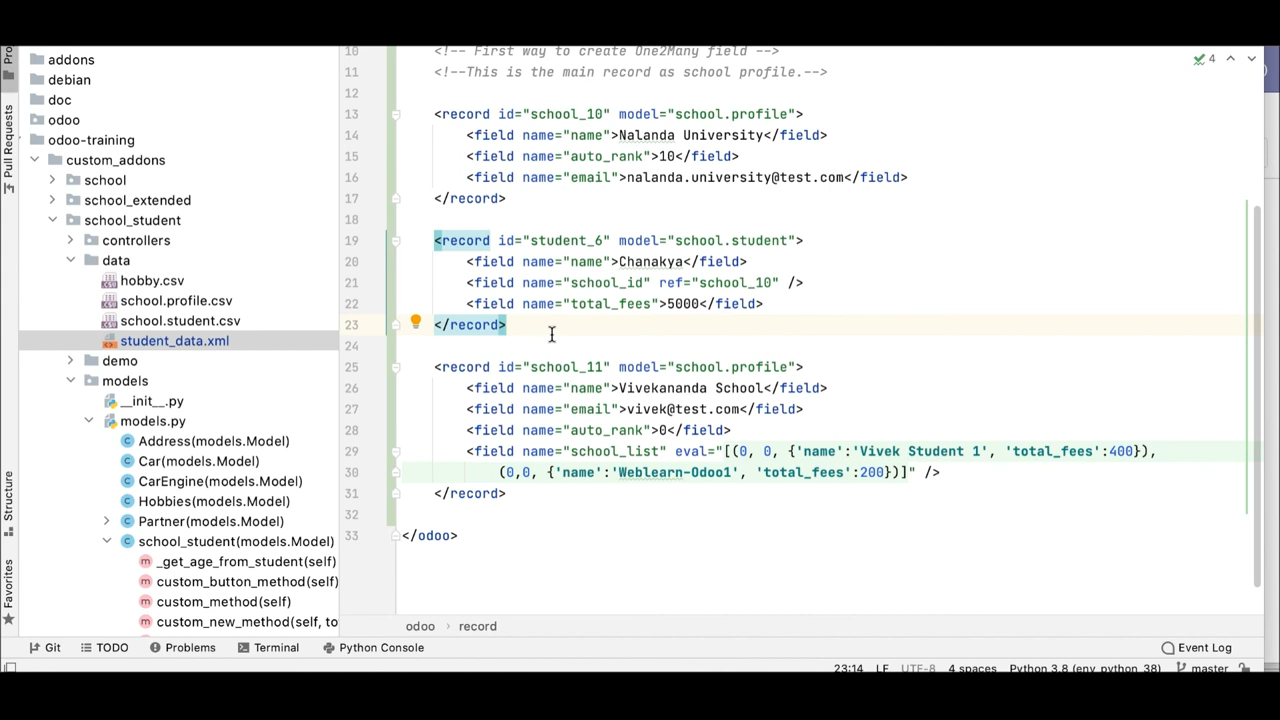 addons
debian
doc
odoo
odoo-training
custom_addons
school
school_extended
school_student
controllers
data
hobby.csv
school.profile.csv
school.student.csv
student_data.xml
demo
models
__init__.py
models.py
Address(models.Model)
Car(models.Model)
CarEngine(models.Model)
Hobbies(models.Model)
Partner(models.Model)
school_student(models.Model)
_get_age_from_student(self)
custom_button_method(self)
custom_method(self)
custom_new_method(self, to
Pull Requests
Structure
Favorites
10 <!-- First way to create One2Many field -->
11 <!--This is the main record as school profile.-->
12
13 <record id="school_10" model="school.profile">
14 <field name="name">Nalanda University</field>
15 <field name="auto_rank">10</field>
16 <field name="email">nalanda.university@test.com</field>
17 </record>
18
19 <record id="student_6" model="school.student">
20 <field name="name">Chanakya</field>
21 <field name="school_id" ref="school_10" />
22 <field name="total_fees">5000</field>
23 </record>
24
25 <record id="school_11" model="school.profile">
26 <field name="name">Vivekananda School</field>
27 <field name="email">vivek@test.com</field>
28 <field name="auto_rank">0</field>
29 <field name="school_list" eval="[(0, 0, {'name':'Vivek Student 1', 'total_fees':400}),
30 (0,0, {'name':'Weblearn-Odoo1', 'total_fees':200})]" />
31 </record>
32
33 </odoo>
4
odoo › record
Git TODO Problems Terminal Python Console Event Log
23:14 LF UTF-8 4 spaces Python 3.8 (env_python_38) master